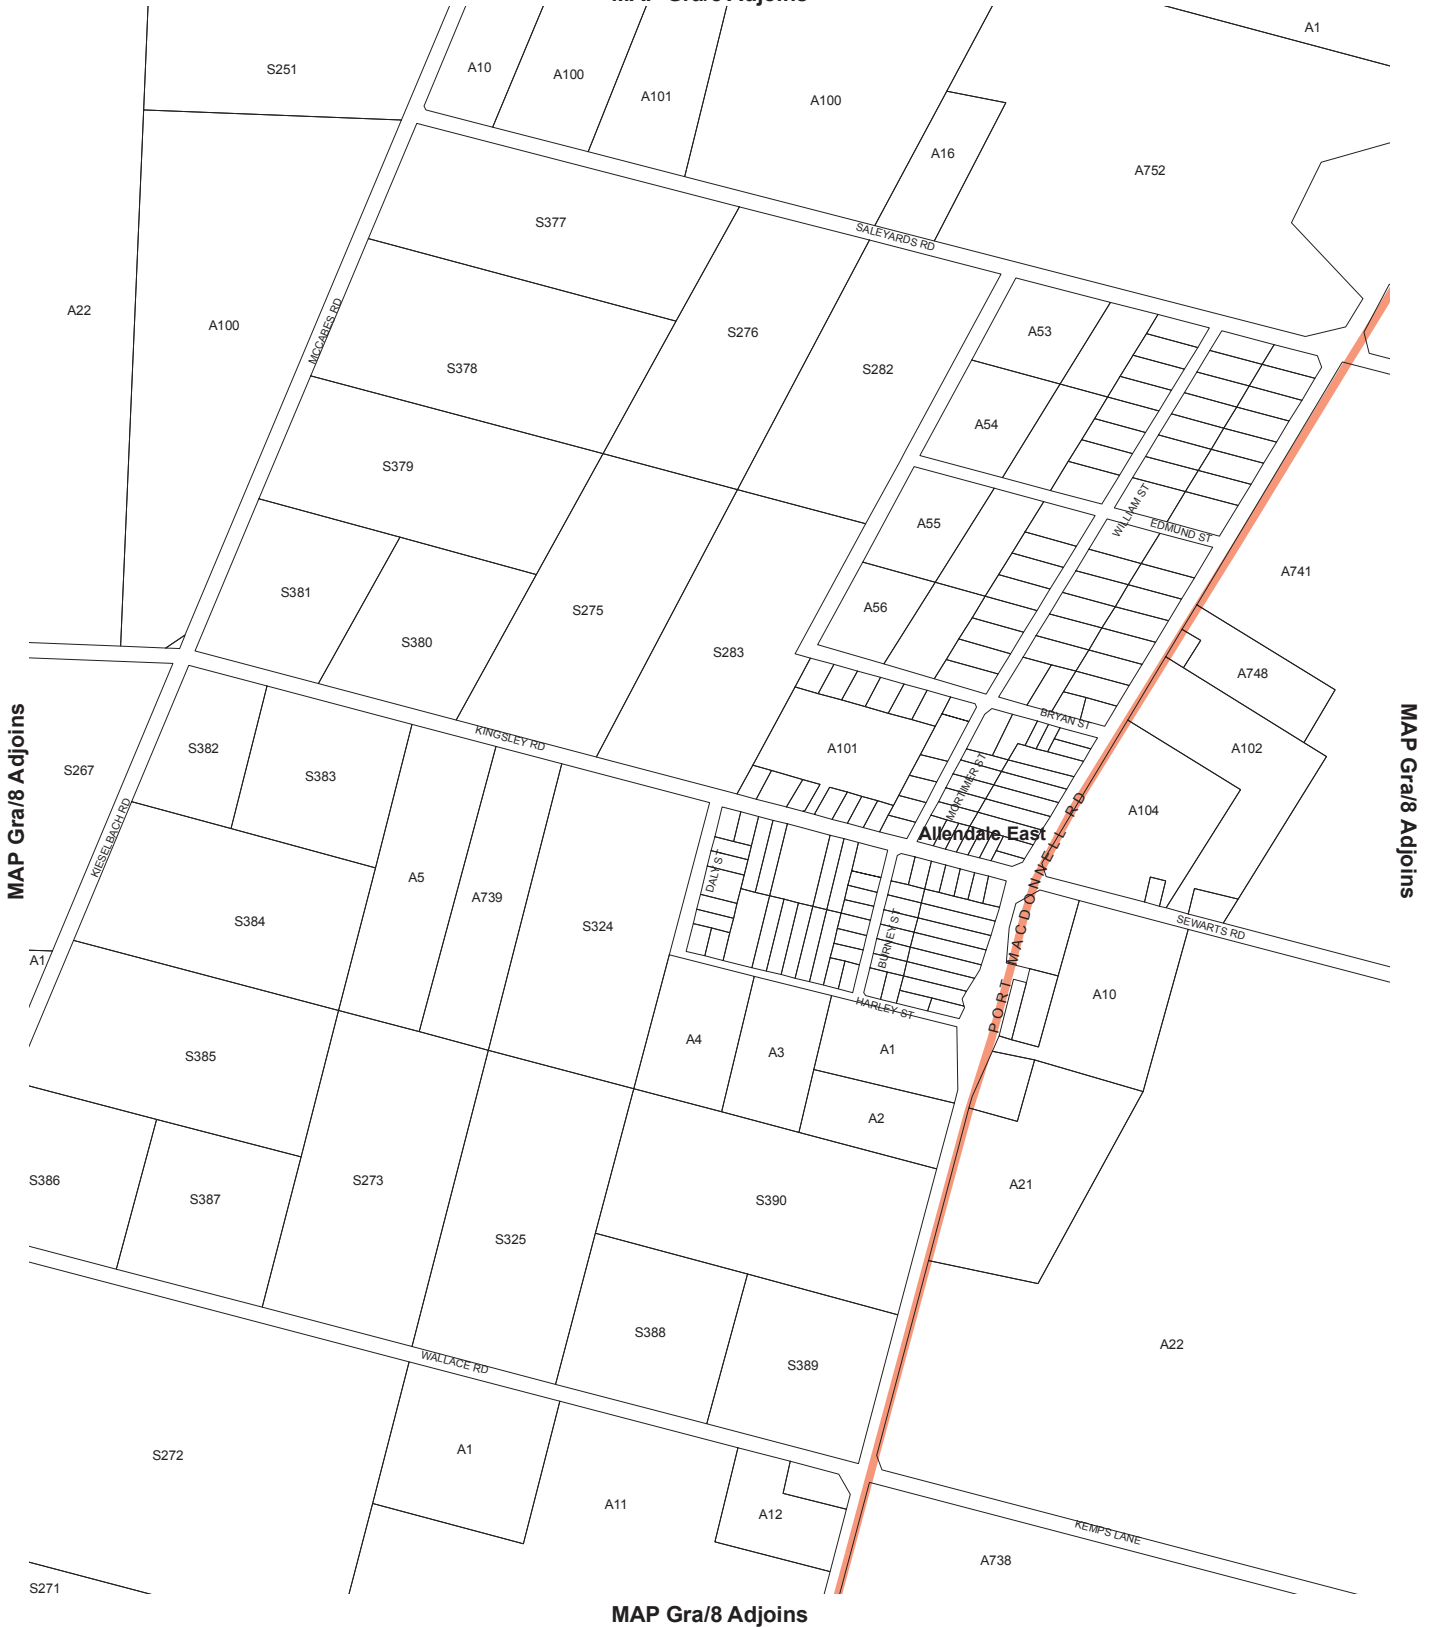 A1
S251
A10
A100
A101
A100
A16
A752
S377
SALEYARDS RD
A22
A100
MCCABES RD
S276
A53
S378
S282
A54
S379
WILLIAM ST
A55
EDMUND ST
A741
S381
S275
A56
S380
S283
A748
BRYAN ST
MAP Gra/8 Adjoins
MAP Gra/8 Adjoins
S382
KINGSLEY RD
A101
A102
S267
S383
MORTIMER ST
KIESELBACH RD
A104
Allendale East
A5
DALY ST
A739
S384
S324
BURNEY ST
SEWARTS RD
PORT MACDONNELL RD
A1
A10
HARLEY ST
S385
A4
A3
A1
A2
S386
S387
S273
A21
S390
S325
S388
S389
A22
WALLACE RD
S272
A1
A11
A12
KEMPS LANE
A738
S271
MAP Gra/8 Adjoins